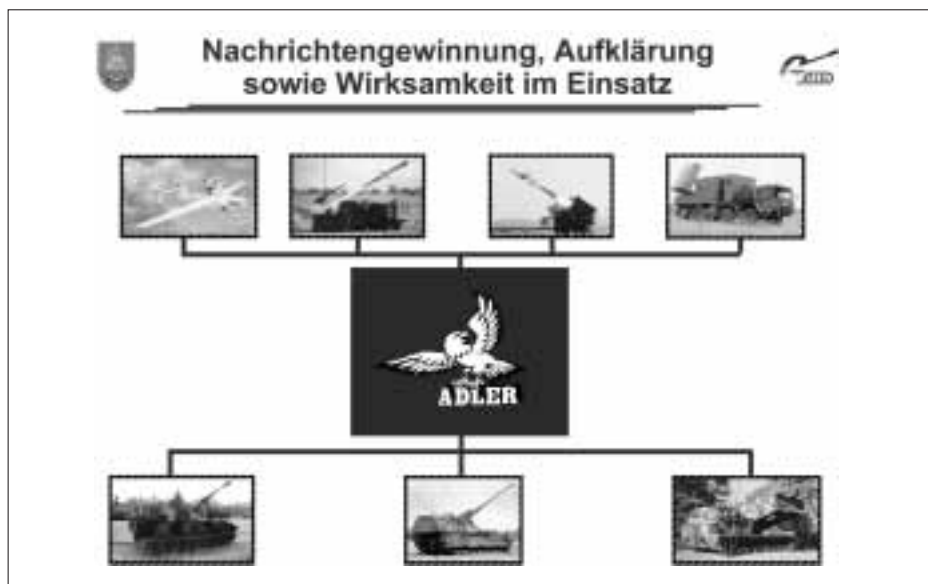 Nachrichtengewinnung, Aufklärung
sowie Wirksamkeit im Einsatz
ADLER